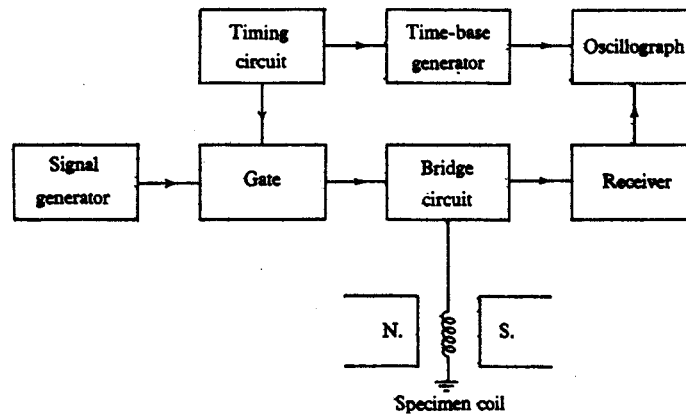 Timing
circuit
Time-base
generator
Oscillograph
Signal
generator
Gate
Bridge
circuit
Receiver
N.
S.
Specimen coil